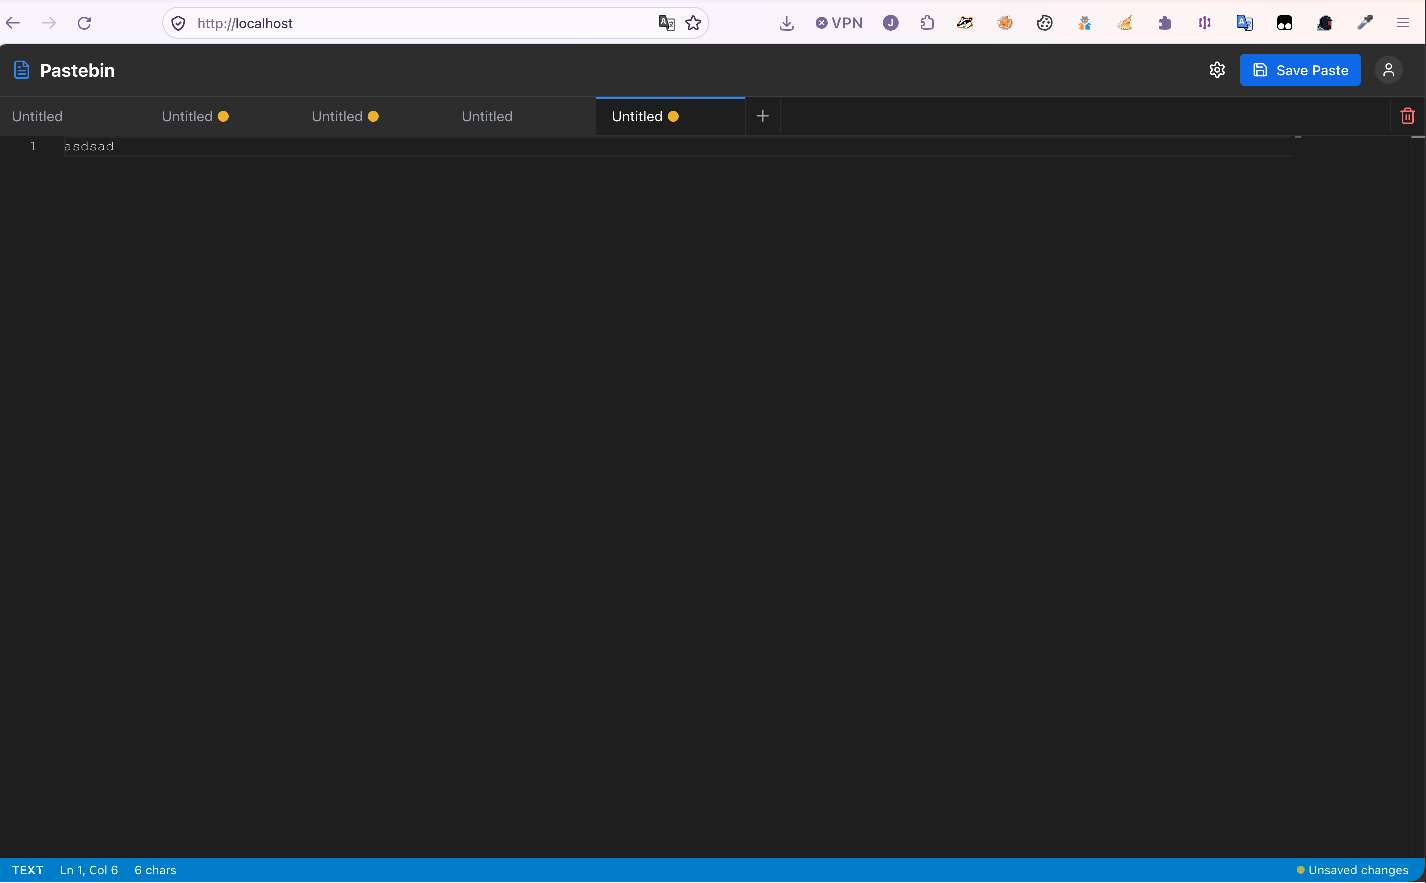 http://localhost
VPN
J
Pastebin
Save Paste
Untitled
Untitled
Untitled
Untitled
Untitled
1
asdsad
TEXT Ln 1, Col 6 6 chars
Unsaved changes